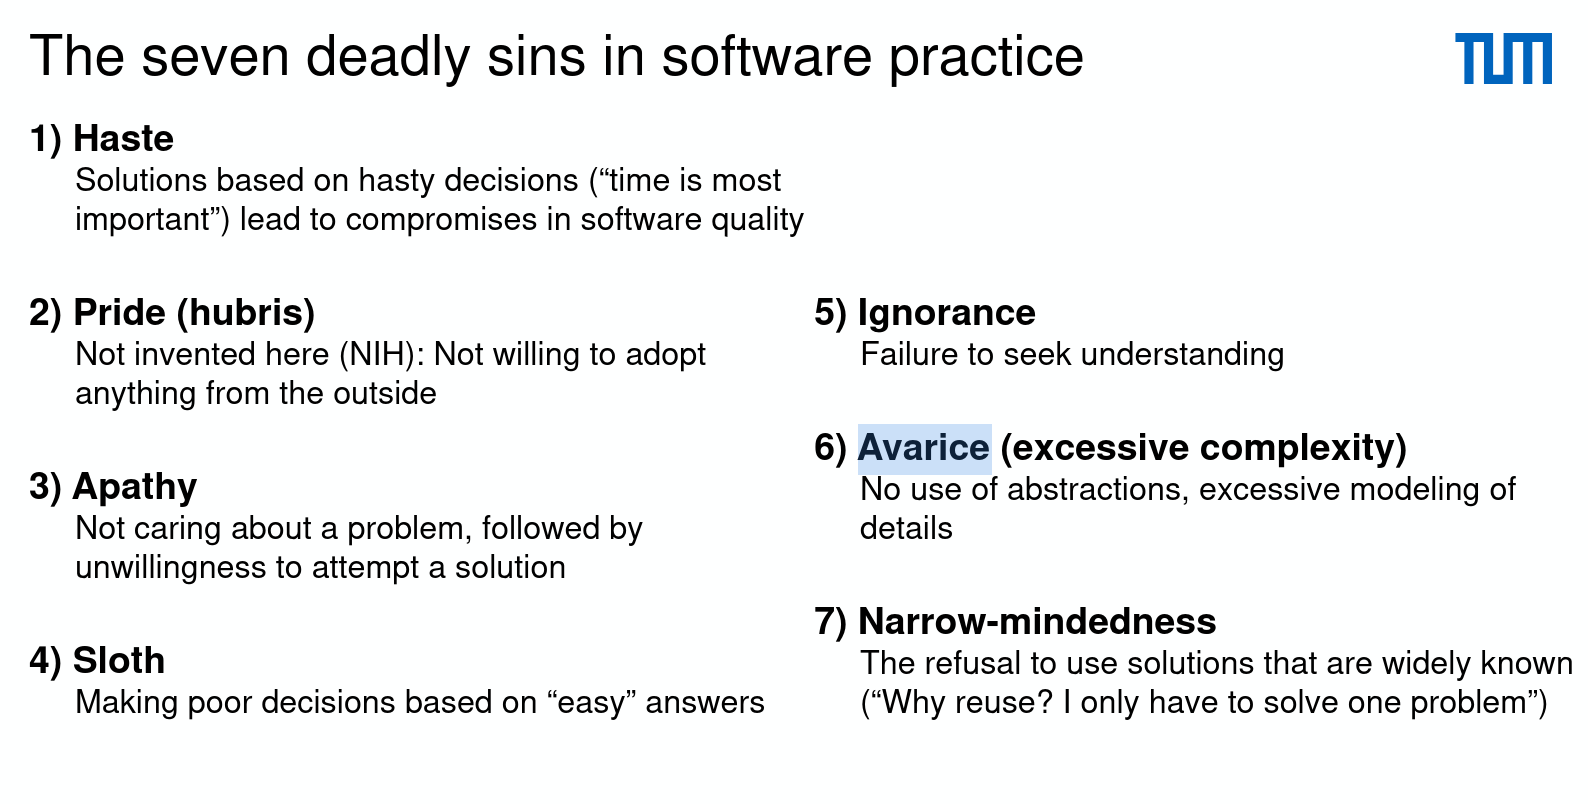 The seven deadly sins in software practice
TUM
1) Haste
Solutions based on hasty decisions (“time is most
important”) lead to compromises in software quality
2) Pride (hubris)
Not invented here (NIH): Not willing to adopt
anything from the outside
3) Apathy
Not caring about a problem, followed by
unwillingness to attempt a solution
4) Sloth
Making poor decisions based on “easy” answers
5) Ignorance
Failure to seek understanding
6) Avarice (excessive complexity)
No use of abstractions, excessive modeling of
details
7) Narrow-mindedness
The refusal to use solutions that are widely known
(“Why reuse? I only have to solve one problem”)